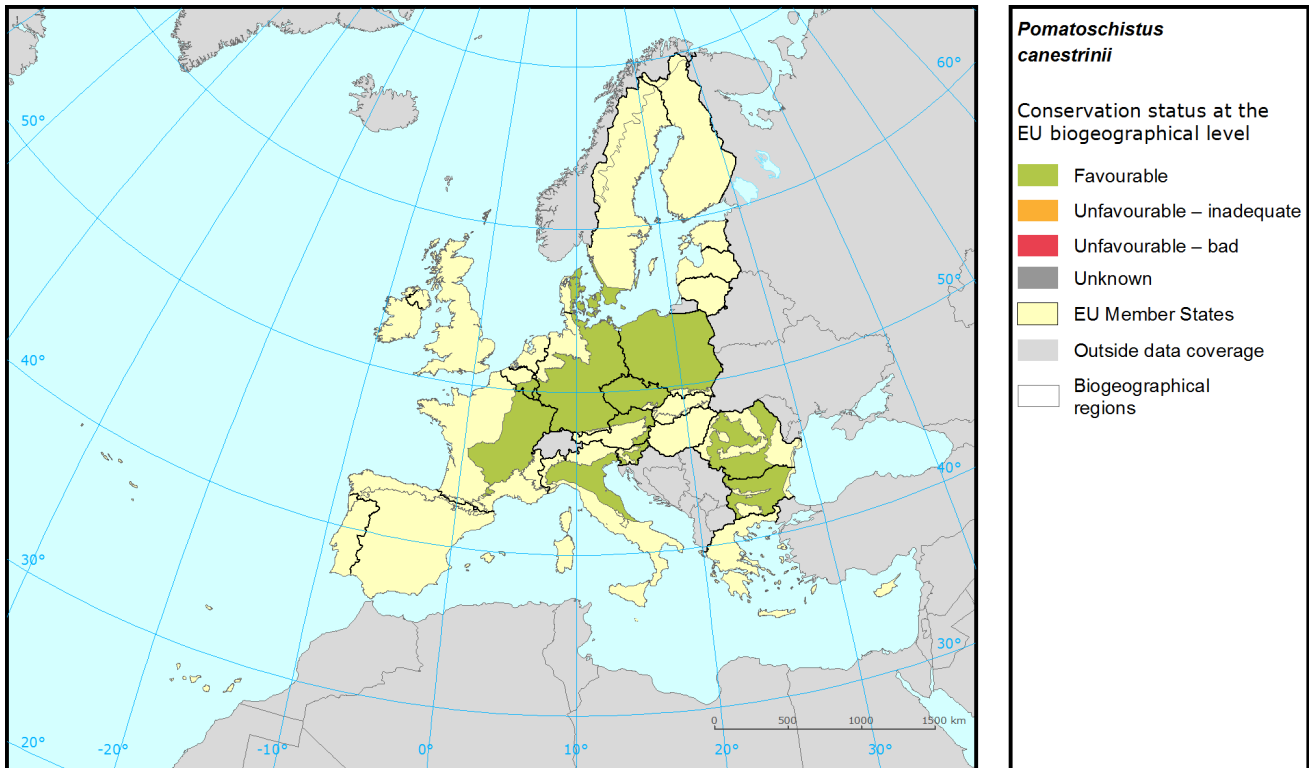 Pomatoschistus
canestrinii
Conservation status at the
EU biogeographical level
Favourable
Unfavourable – inadequate
Unfavourable – bad
Unknown
EU Member States
Outside data coverage
Biogeographical
regions
60°
50°
50°
40°
40°
30°
30°
20°
-20°
-10°
0°
10°
20°
30°
0
500
1000
1500 km